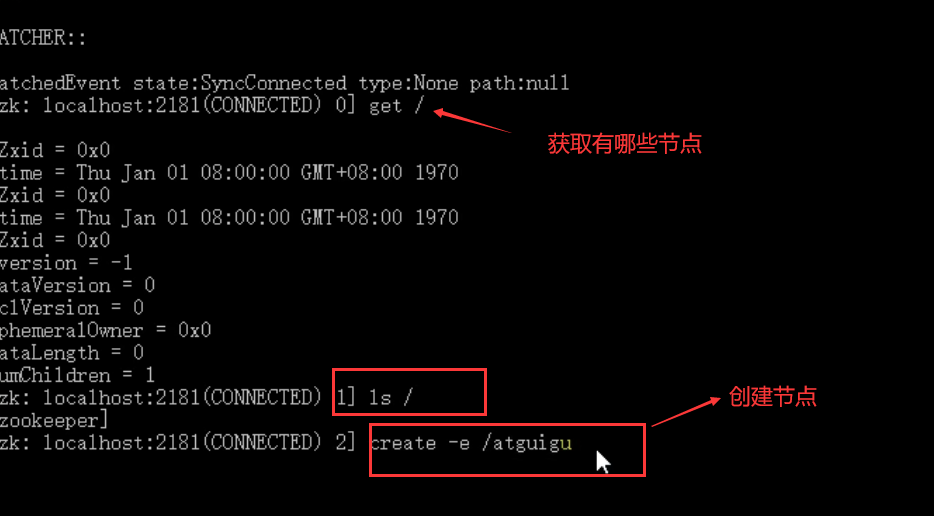 ATCHER::
atchedEvent state:SyncConnected type:None path:null
zk: localhost:2181(CONNECTED) 0] get /
获取有哪些节点
Zxid = 0x0
time = Thu Jan 01 08:00:00 GMT+08:00 1970
Zxid = 0x0
time = Thu Jan 01 08:00:00 GMT+08:00 1970
Zxid = 0x0
version = -1
ataVersion = 0
clVersion = 0
phemeralOwner = 0x0
ataLength = 0
umChildren = 1
zk: localhost:2181(CONNECTED) 1] ls /
创建节点
zookeeper]
zk: localhost:2181(CONNECTED) 2] create -e /atguigu